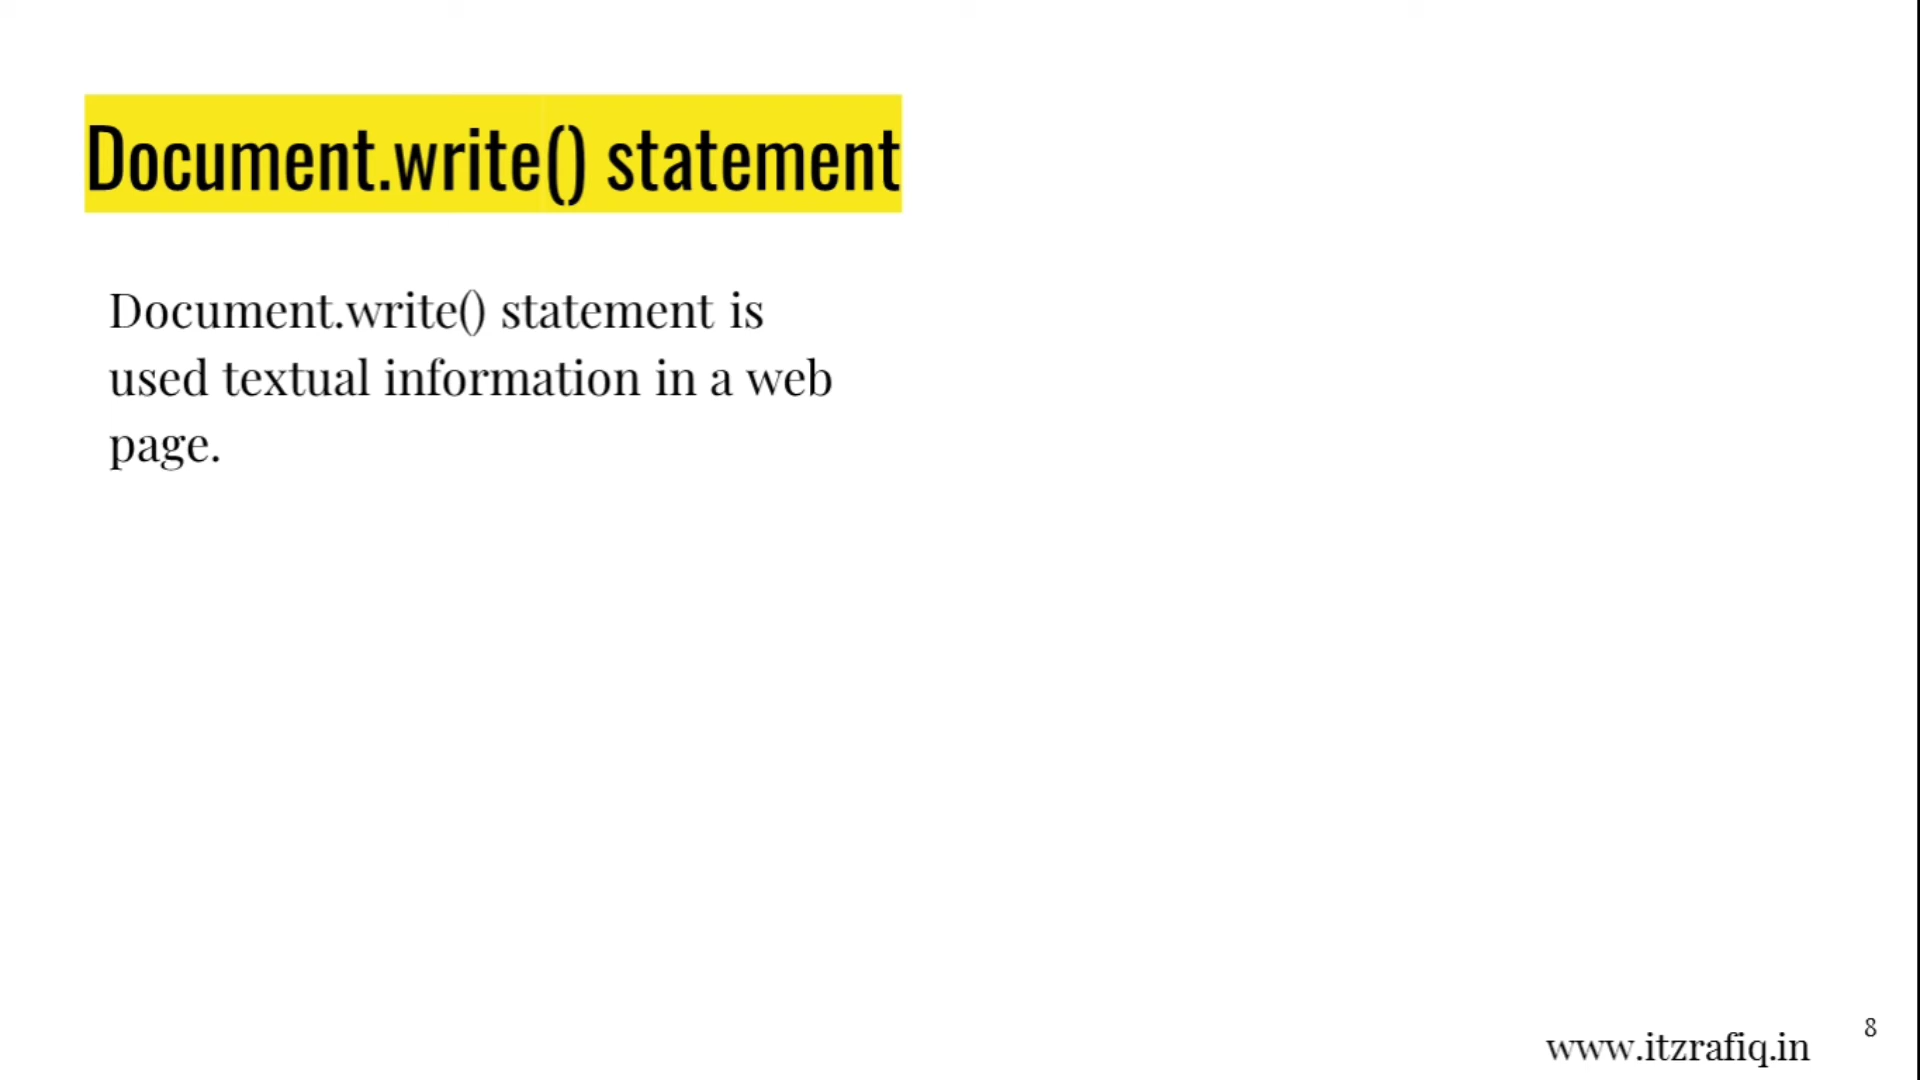 Document.write() statement
Document.write() statement is
used textual information in a web
page.
8
www.itzrafiq.in